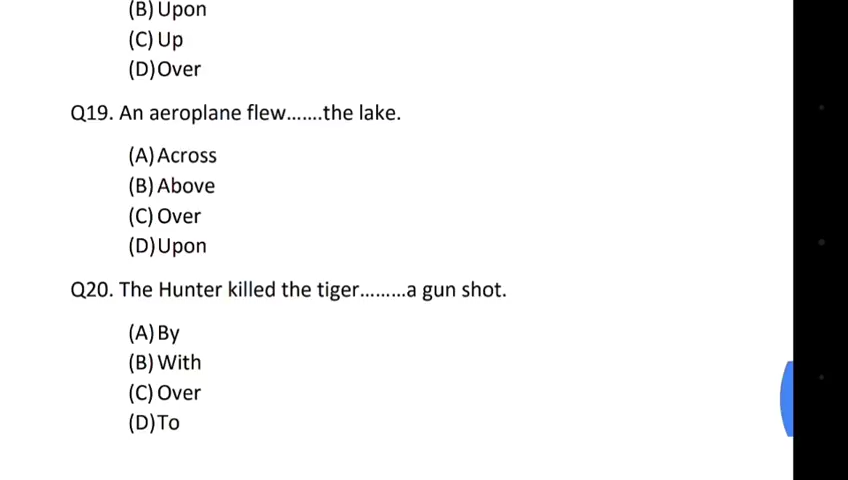 (B) Upon
(C) Up
(D) Over
Q19. An aeroplane flew.......the lake.
(A) Across
(B) Above
(C) Over
(D) Upon
Q20. The Hunter killed the tiger.........a gun shot.
(A) By
(B) With
(C) Over
(D) To